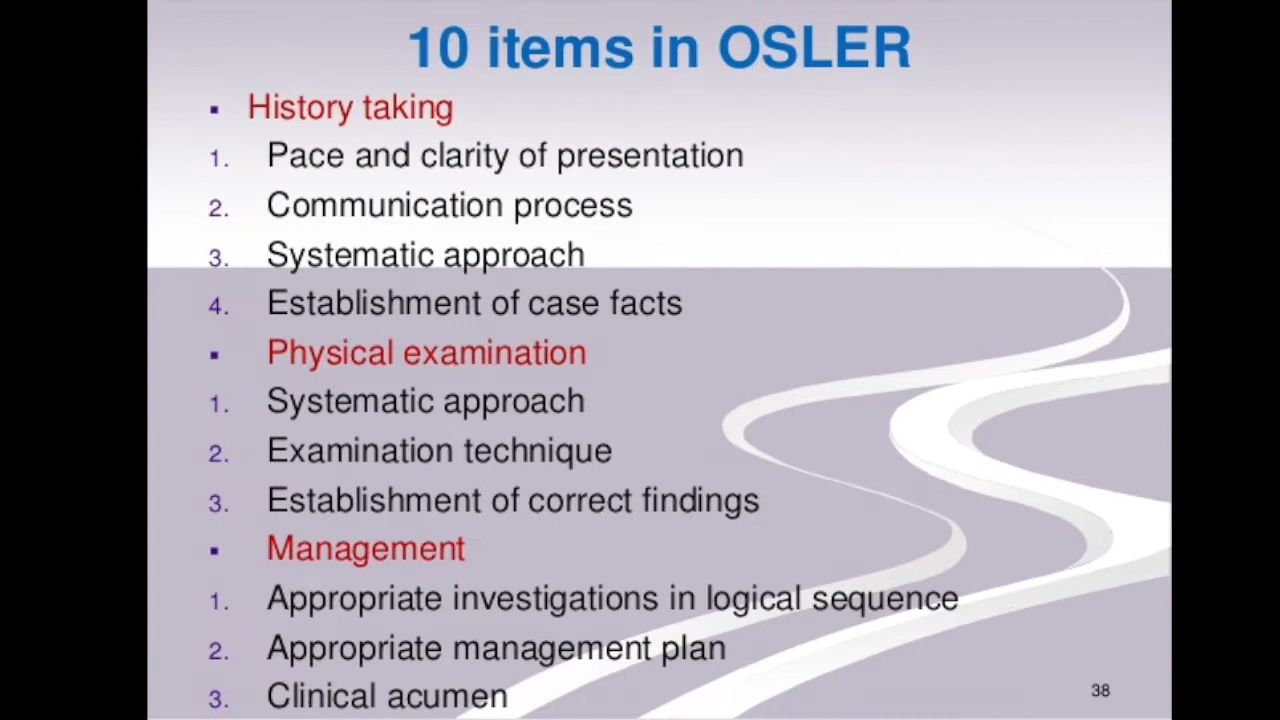 10 items in OSLER
▪ History taking
1. Pace and clarity of presentation
2. Communication process
3. Systematic approach
4. Establishment of case facts
▪ Physical examination
1. Systematic approach
2. Examination technique
3. Establishment of correct findings
▪ Management
1. Appropriate investigations in logical sequence
2. Appropriate management plan
3. Clinical acumen
38